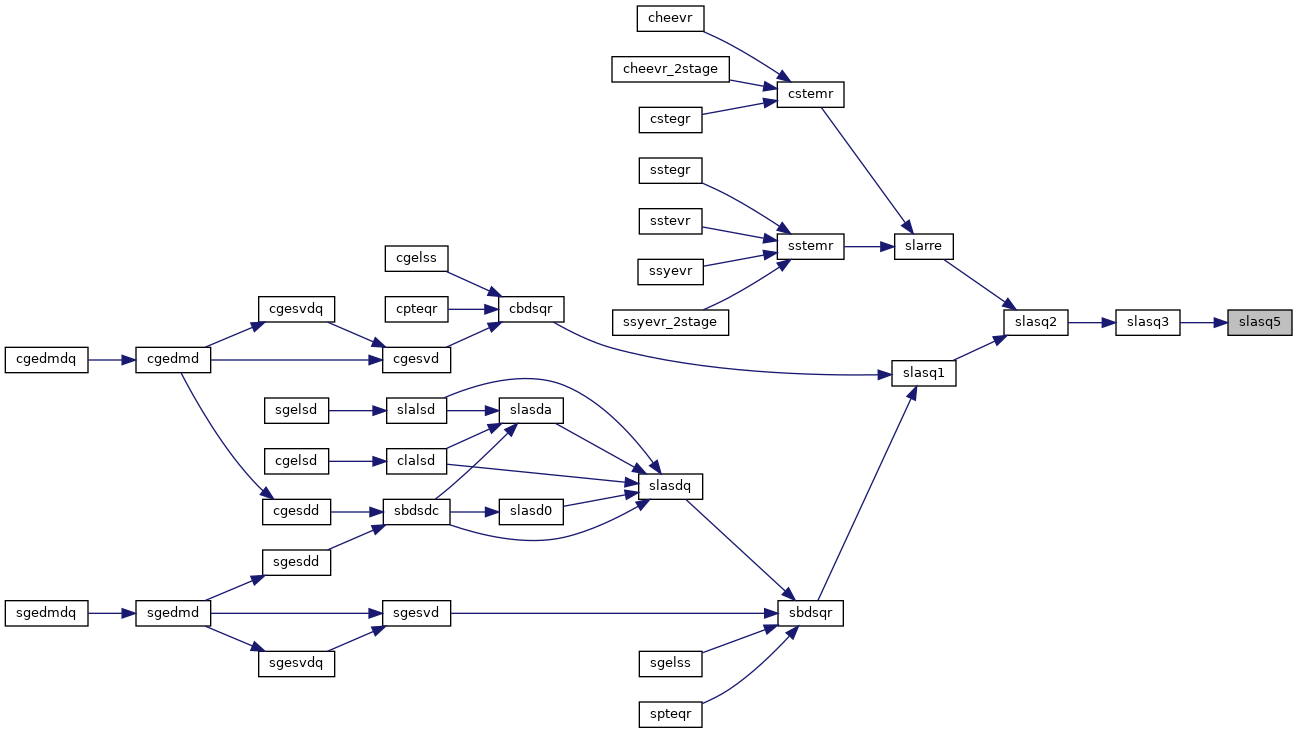 cheevr
cheevr_2stage
cstemr
cstegr
sstegr
sstevr
sstemr
slarre
cgelss
ssyevr
cgesvdq
cpteqr
cbdsqr
ssyevr_2stage
slasq2
slasq3
slasq5
cgedmdq
cgedmd
cgesvd
slasq1
sgelsd
slalsd
slasda
cgelsd
clalsd
slasdq
cgesdd
sbdsdc
slasd0
sgesdd
sgedmdq
sgedmd
sgesvd
sbdsqr
sgesvdq
sgelss
spteqr